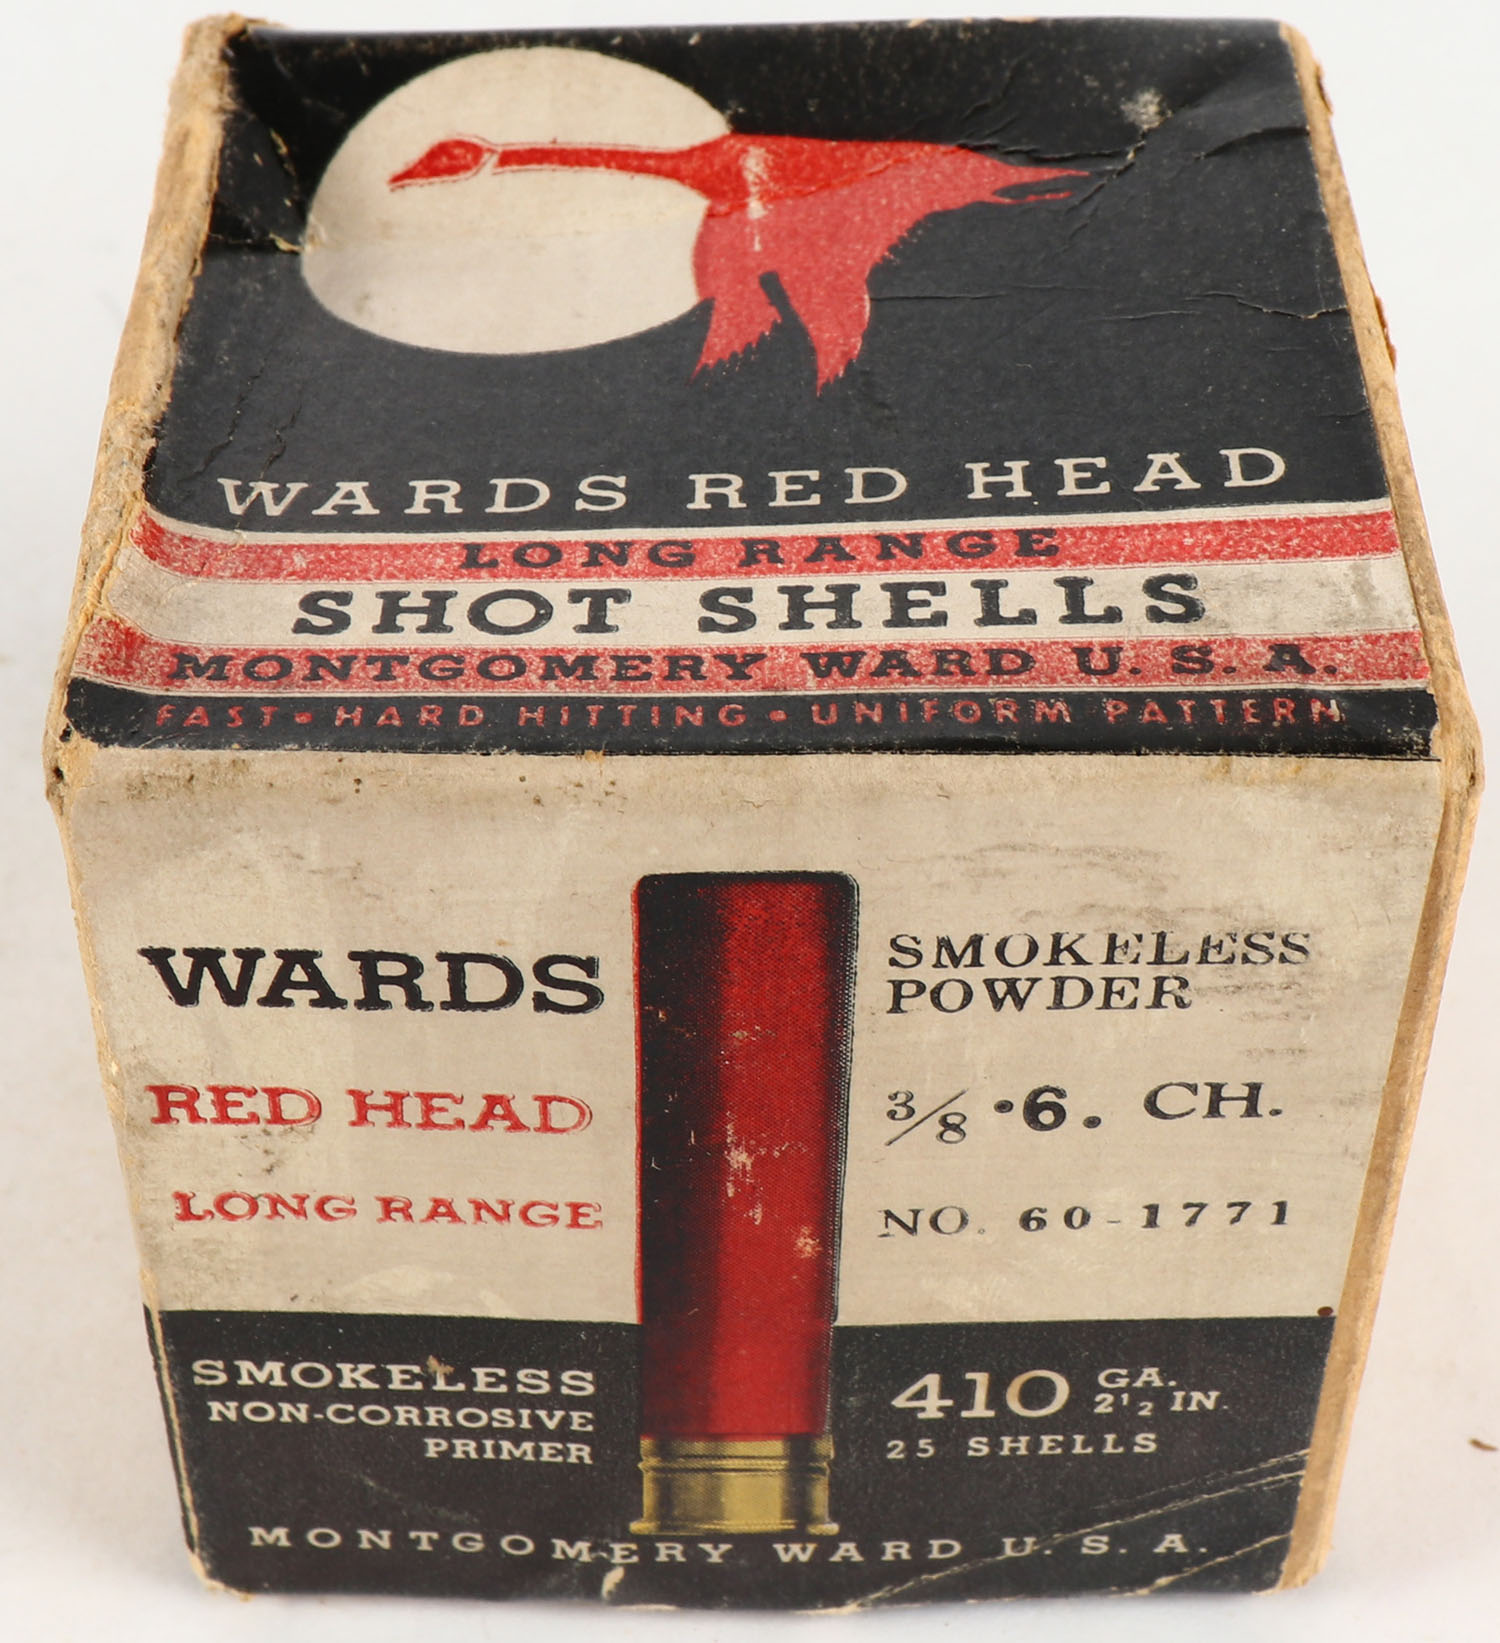 WARDS RED HEAD
LONG RANGE
SHOT SHELLS
MONTGOMERY WARD U. S. A.
FAST • HARD HITTING • UNIFORM PATTERN
WARDS
RED HEAD
LONG RANGE
SMOKELESS
POWDER
3/8 • 6. CH.
NO. 60-1771
SMOKELESS
NON-CORROSIVE
PRIMER
410 GA.
2 1/2 IN.
25 SHELLS
MONTGOMERY WARD U. S. A.